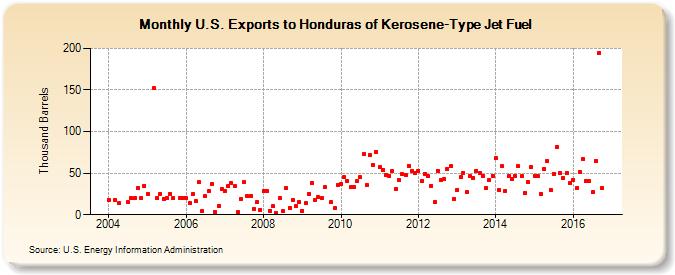 Monthly U.S. Exports to Honduras of Kerosene-Type Jet Fuel
Thousand Barrels
200
150
100
50
0
2004 2006 2008 2010 2012 2014 2016
Source: U.S. Energy Information Administration